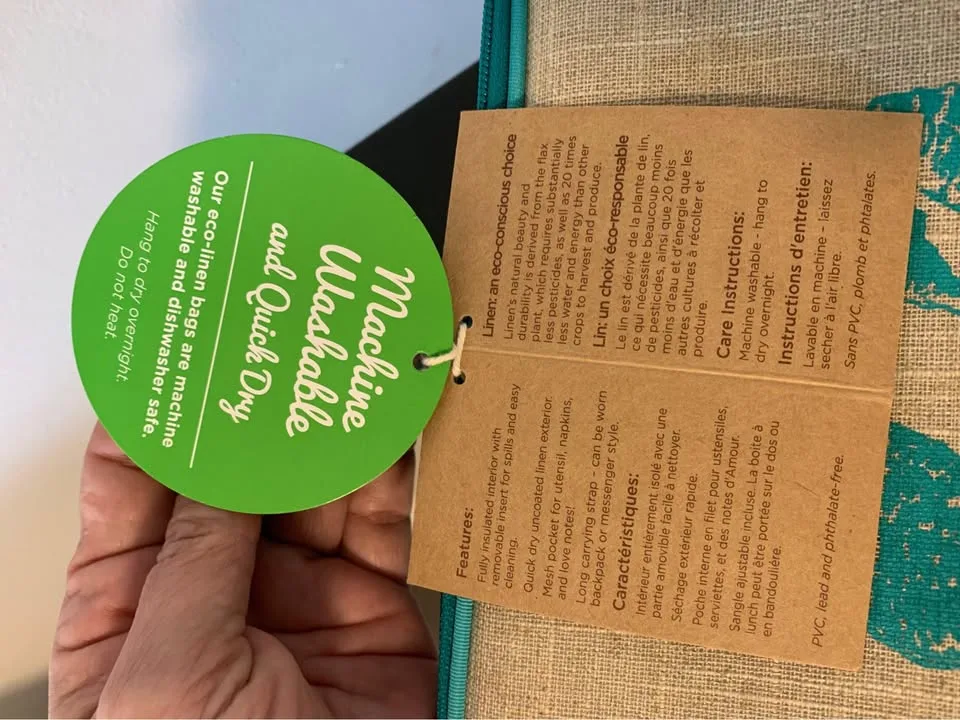 Machine
Washable
and Quick Dry
Our eco-linen bags are machine
washable and dishwasher safe.
Hang to dry overnight.
Do not heat.
Features:
Fully insulated interior with
removable insert for spills and easy
cleaning.
Quick dry uncoated linen exterior.
Mesh pocket for utensil, napkins,
and love notes!
Long carrying strap - can be worn
backpack or messenger style.
Caractéristiques:
Intérieur entièrement isolé avec une
partie amovible facile à nettoyer.
Séchage extérieur rapide.
Poche interne en filet pour ustensiles,
serviettes, et des notes d'Amour.
Sangle ajustable incluse. La boite à
lunch peut être portée sur le dos ou
en bandoulière.
PVC, lead and phthalate-free.
Linen: an eco-conscious choice
Linen's natural beauty and
durability is derived from the flax
plant, which requires substantially
less pesticides, as well as 20 times
less water and energy than other
crops to harvest and produce.
Lin: un choix éco-responsable
Le lin est dérivé de la plante de lin,
ce qui nécessite beaucoup moins
de pesticides, ainsi que 20 fois
moins d'eau et d'énergie que les
autres cultures à récolter et
produire.
Care Instructions:
Machine washable - hang to
dry overnight.
Instructions d'entretien:
Lavable en machine - laissez
secher à l'air libre.
Sans PVC, plomb et phtalates.